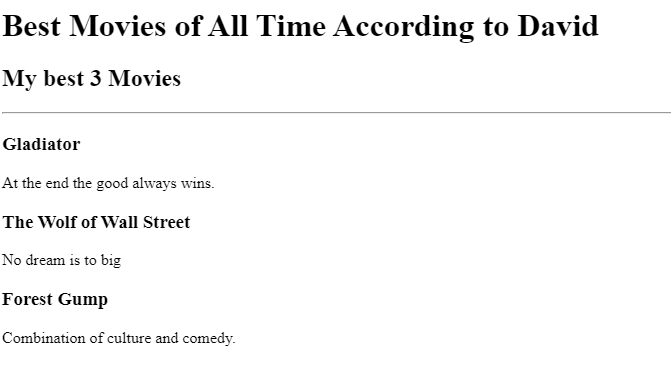 Best Movies of All Time According to David
My best 3 Movies
Gladiator
At the end the good always wins.
The Wolf of Wall Street
No dream is to big
Forest Gump
Combination of culture and comedy.